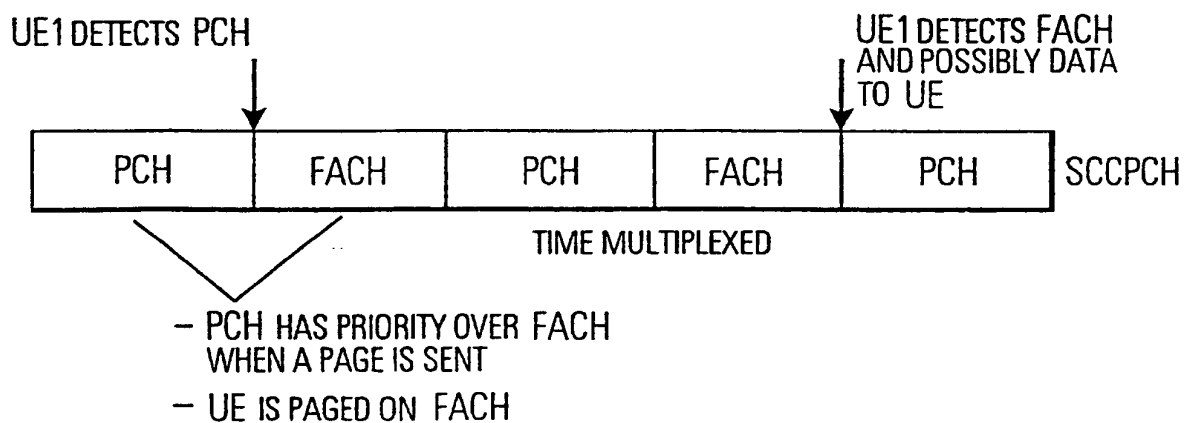 UE1 DETECTS PCH
UE1 DETECTS FACH
AND POSSIBLY DATA
TO UE
PCH
FACH
PCH
FACH
PCH
SCCPCH
TIME MULTIPLEXED
– PCH HAS PRIORITY OVER FACH
WHEN A PAGE IS SENT
– UE IS PAGED ON FACH